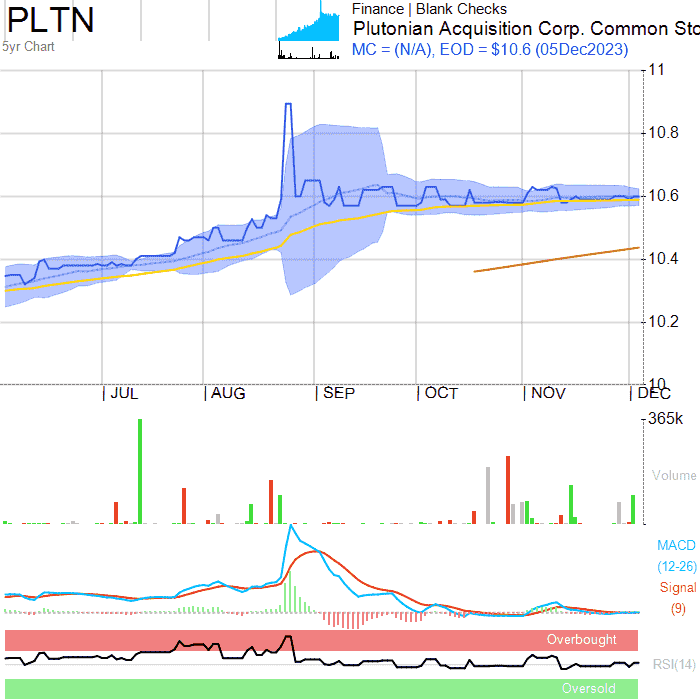 PLTN
5yr Chart
Finance | Blank Checks
Plutonian Acquisition Corp. Common Sto
MC = (N/A), EOD = $10.6 (05Dec2023)
11
10.8
10.6
10.4
10.2
10
| JUL | AUG | SEP | OCT | NOV | DEC
365k
Volume
MACD
(12-26)
Signal
(9)
Overbought
RSI(14)
Oversold